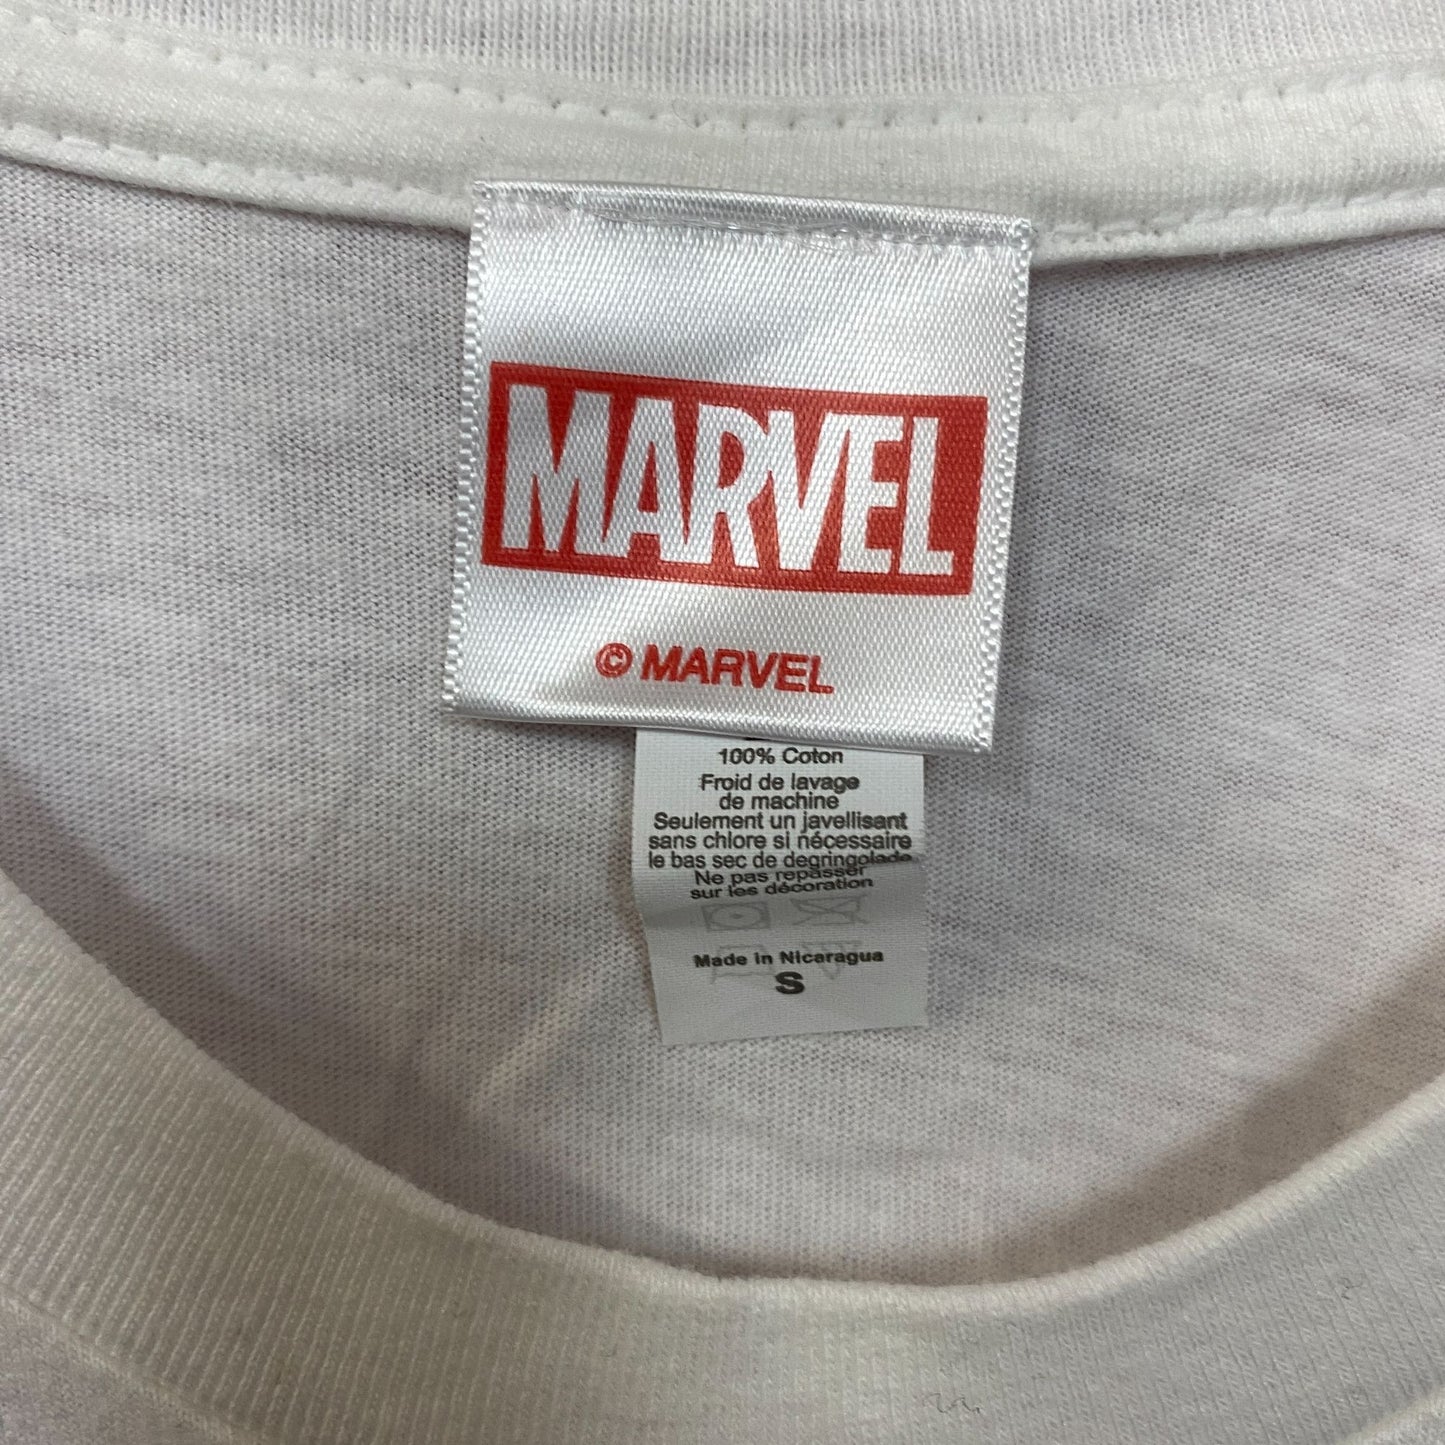 MARVEL
© MARVEL
100% Coton
Froid de lavage
de machine
Seulement un javellisant
sans chlore si nécessaire
le bas sec de degringolade
Ne pas repasser
sur les décoration
Made in Nicaragua
S